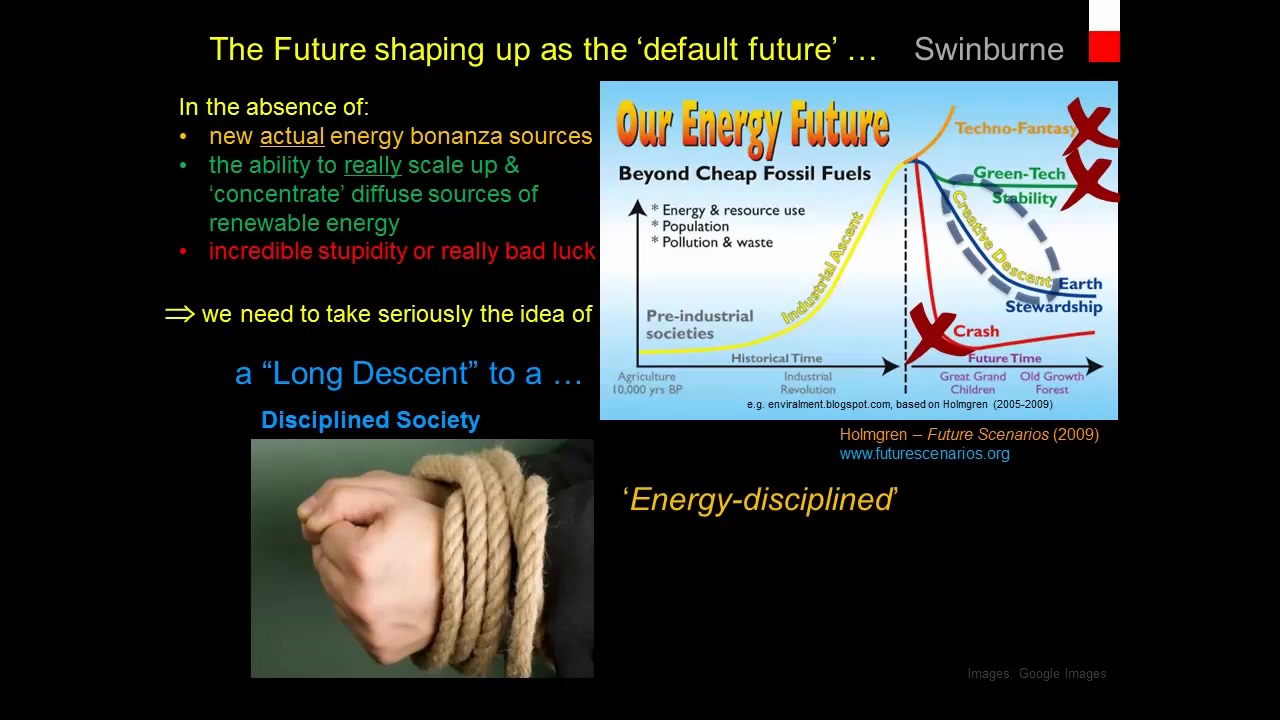 The Future shaping up as the ‘default future’ …
Swinburne
In the absence of:
• new actual energy bonanza sources
• the ability to really scale up &
‘concentrate’ diffuse sources of
renewable energy
• incredible stupidity or really bad luck
⇒ we need to take seriously the idea of
a “Long Descent” to a …
Disciplined Society
Our Energy Future
Beyond Cheap Fossil Fuels
* Energy & resource use
* Population
* Pollution & waste
Techno-Fantasy
Green-Tech
Stability
Industrial Ascent
Creative Descent
Earth
Stewardship
Pre-industrial
societies
Crash
Historical Time
Future Time
Agriculture
10,000 yrs BP
Industrial
Revolution
Great Grand
Children
Old Growth
Forest
e.g. enviralment.blogspot.com, based on Holmgren (2005-2009)
Holmgren – Future Scenarios (2009)
www.futurescenarios.org
‘Energy-disciplined’
Images: Google Images